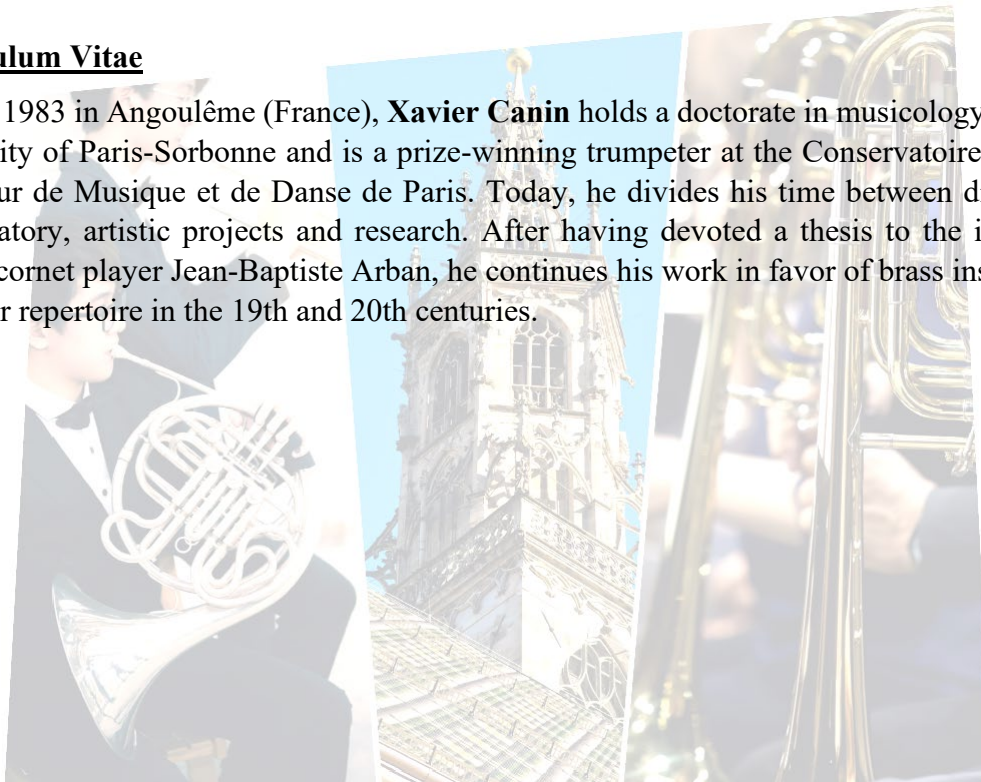 ulum Vitae
1983 in Angoulême (France), Xavier Canin holds a doctorate in musicology
ity of Paris-Sorbonne and is a prize-winning trumpeter at the Conservatoire
ur de Musique et de Danse de Paris. Today, he divides his time between di
atory, artistic projects and research. After having devoted a thesis to the i
cornet player Jean-Baptiste Arban, he continues his work in favor of brass ins
r repertoire in the 19th and 20th centuries.